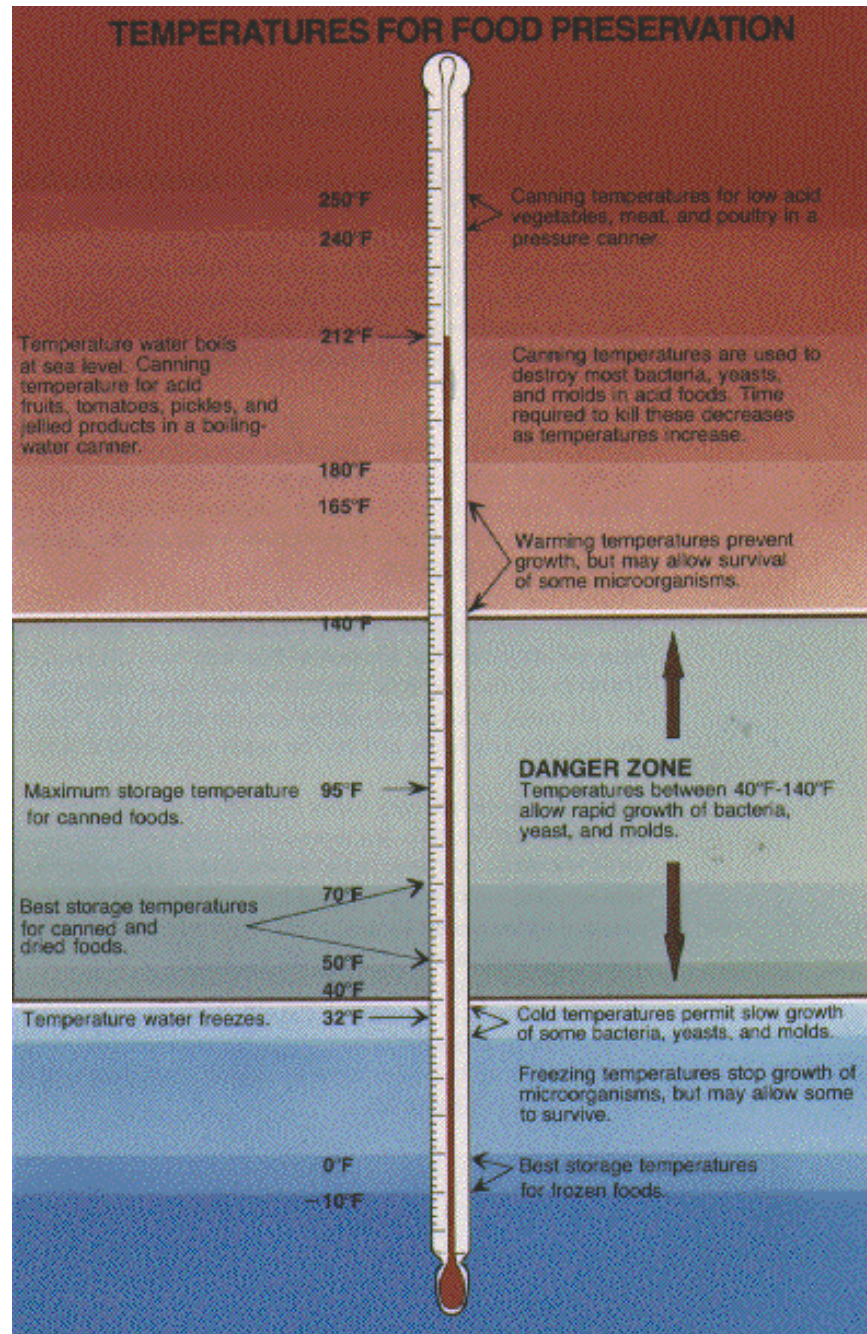 TEMPERATURES FOR FOOD PRESERVATION
250°F
Canning temperatures for low acid
vegetables, meat, and poultry in a
pressure canner.
240°F
212°F
Temperature water boils
at sea level. Canning
temperature for acid
fruits, tomatoes, pickles, and
jellied products in a boiling-
water canner.
Canning temperatures are used to
destroy most bacteria, yeasts,
and molds in acid foods. Time
required to kill these decreases
as temperatures increase.
180°F
165°F
Warming temperatures prevent
growth, but may allow survival
of some microorganisms.
140°F
DANGER ZONE
Temperatures between 40°F-140°F
allow rapid growth of bacteria,
yeast, and molds.
Maximum storage temperature
for canned foods.
95°F
70°F
Best storage temperatures
for canned and
dried foods.
50°F
40°F
Temperature water freezes.
32°F
Cold temperatures permit slow growth
of some bacteria, yeasts, and molds.
Freezing temperatures stop growth of
microorganisms, but may allow some
to survive.
0°F
Best storage temperatures
for frozen foods.
–10°F